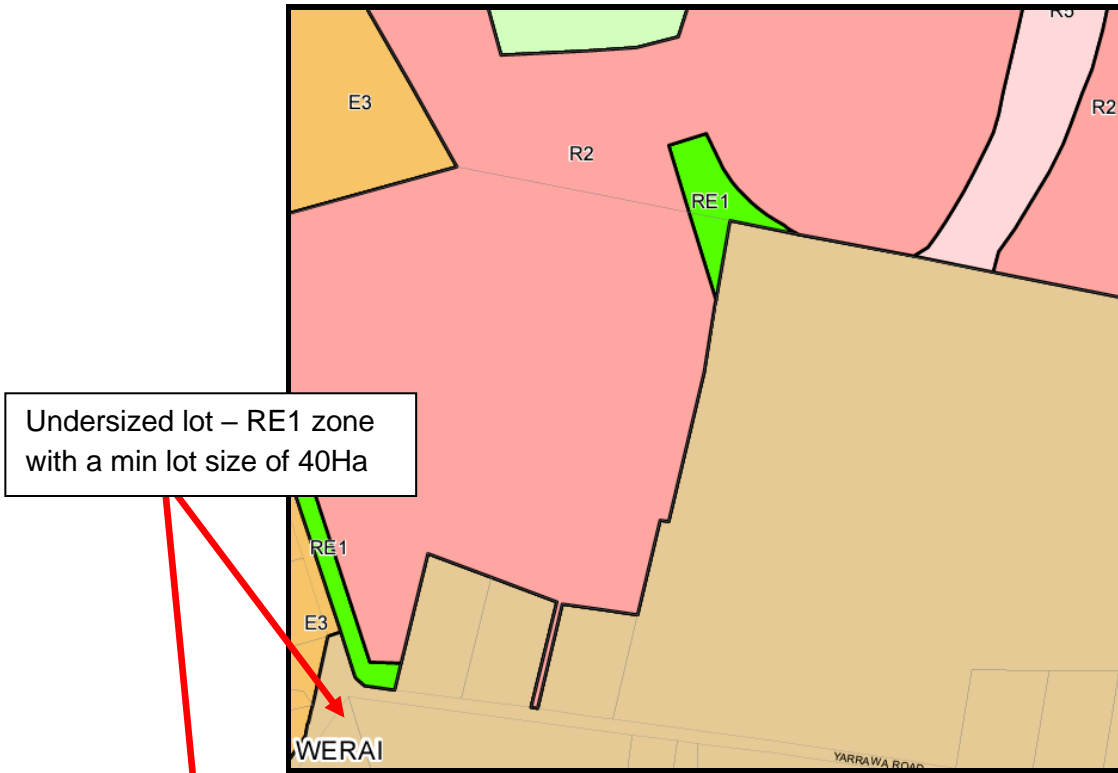 R5
E3
R2
R2
RE1
Undersized lot – RE1 zone
with a min lot size of 40Ha
RE1
E3
WERAI
YARRAWA ROAD